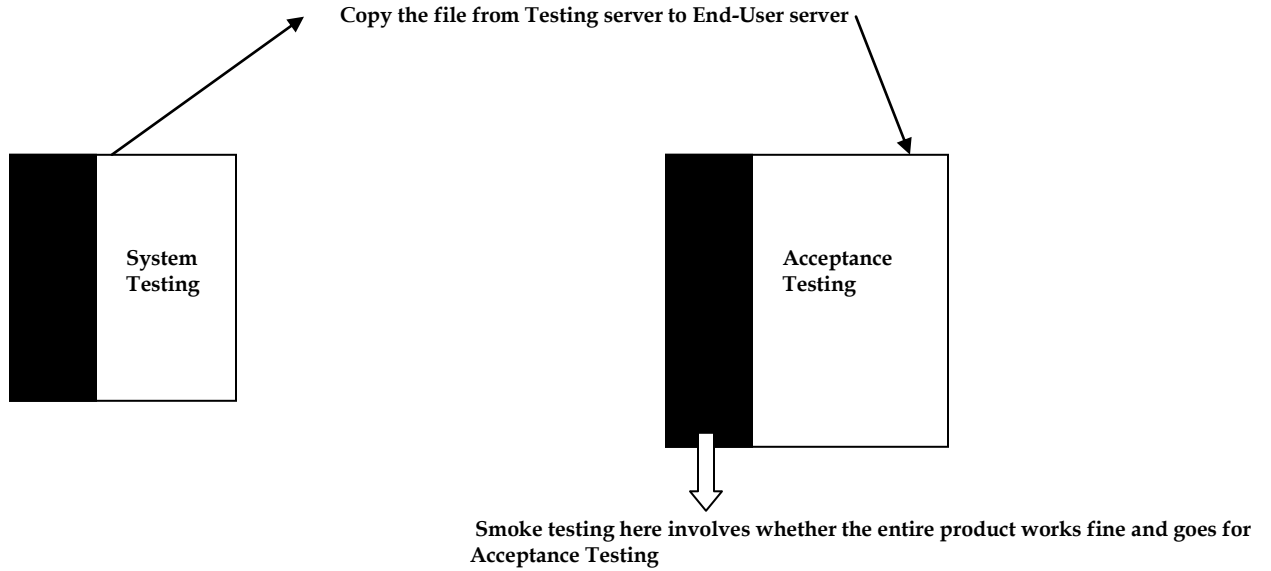 Copy the file from Testing server to End-User server
System
Testing
Acceptance
Testing
Smoke testing here involves whether the entire product works fine and goes for
Acceptance Testing